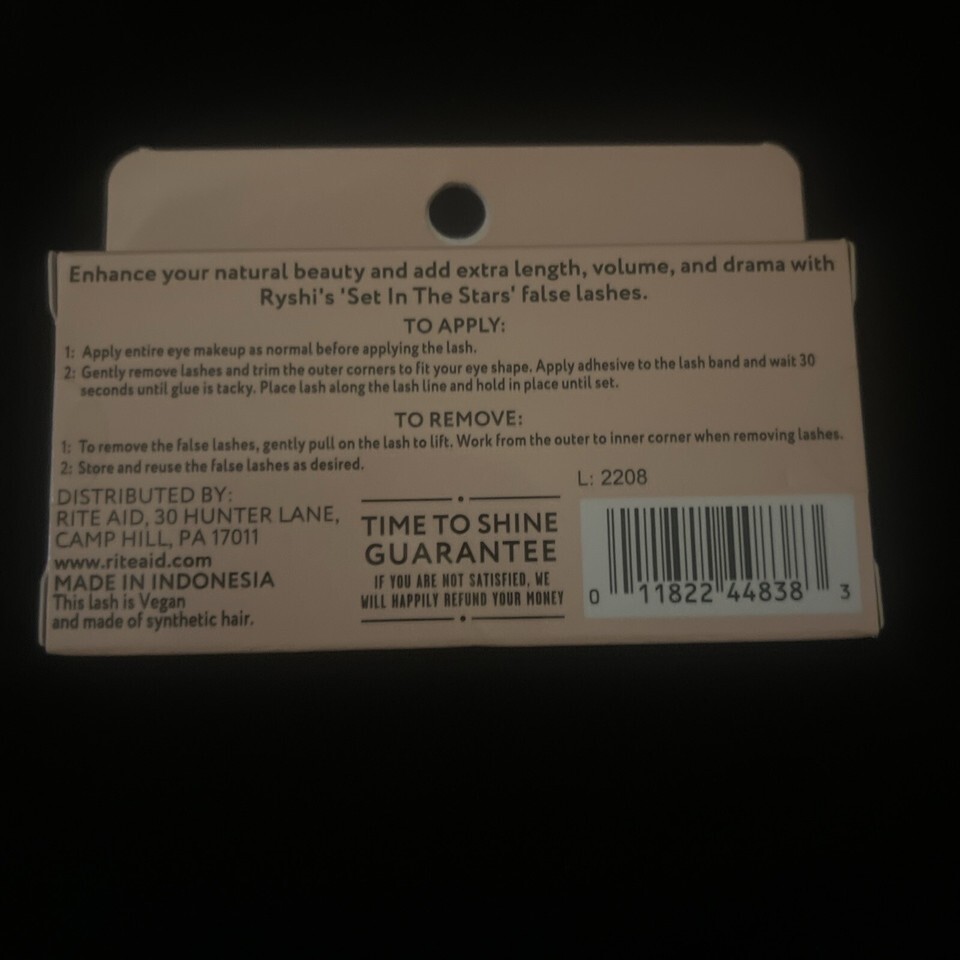 Enhance your natural beauty and add extra length, volume, and drama with
Ryshi's 'Set In The Stars' false lashes.
TO APPLY:
1: Apply entire eye makeup as normal before applying the lash.
2: Gently remove lashes and trim the outer corners to fit your eye shape. Apply adhesive to the lash band and wait 30
seconds until glue is tacky. Place lash along the lash line and hold in place until set.
TO REMOVE:
1: To remove the false lashes, gently pull on the lash to lift. Work from the outer to inner corner when removing lashes.
2: Store and reuse the false lashes as desired.
DISTRIBUTED BY:
RITE AID, 30 HUNTER LANE,
CAMP HILL, PA 17011
www.riteaid.com
MADE IN INDONESIA
This lash is Vegan
and made of synthetic hair.
TIME TO SHINE
GUARANTEE
IF YOU ARE NOT SATISFIED, WE
WILL HAPPILY REFUND YOUR MONEY
L: 2208
0 11822 44838 3